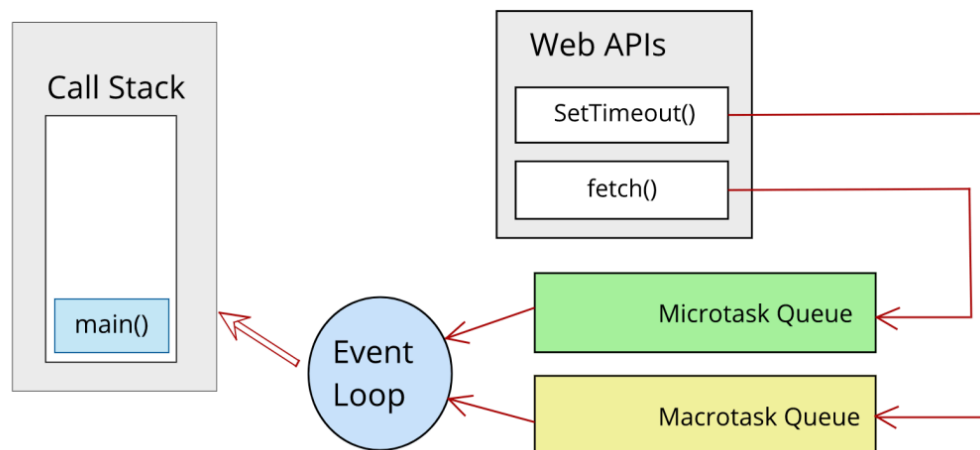 Call Stack
main()
Web APIs
SetTimeout()
fetch()
Event
Loop
Microtask Queue
Macrotask Queue